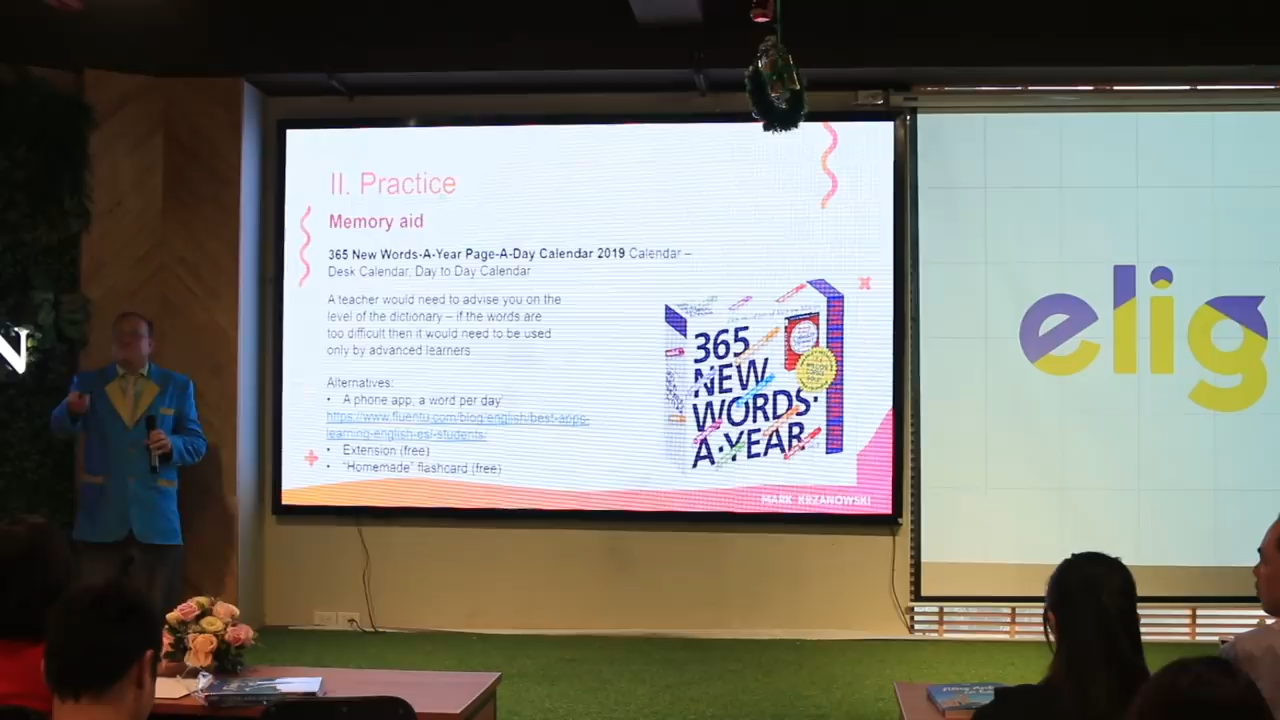 II. Practice
Memory aid
365 New Words-A-Year Page-A-Day Calendar 2019 Calendar –
Desk Calendar, Day to Day Calendar
A teacher would need to advise you on the
level of the dictionary – if the words are
too difficult then it would need to be used
only by advanced learners
Alternatives:
• A phone app, a word per day
https://www.fluentu.com/blog/english/best-apps-
learning-english-esl-students/
• Extension (free)
• “Homemade” flashcard (free)
365
NEW
WORDS·
A·YEAR
MARK KRZANOWSKI
elig
N